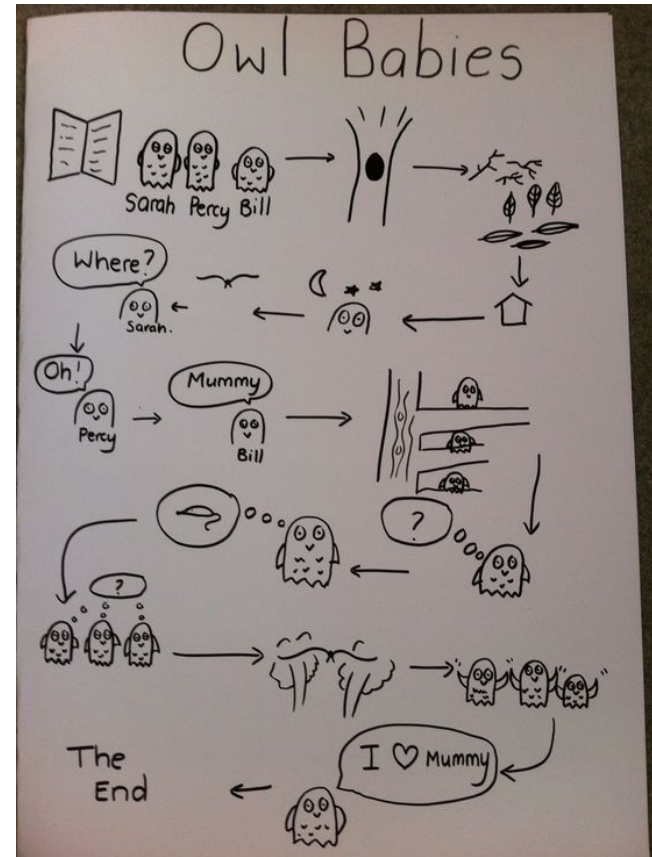 Owl Babies
Sarah Percy Bill
Where?
Sarah.
Oh!
Percy
Mummy
Bill
?
?
I ♡ Mummy
The
End